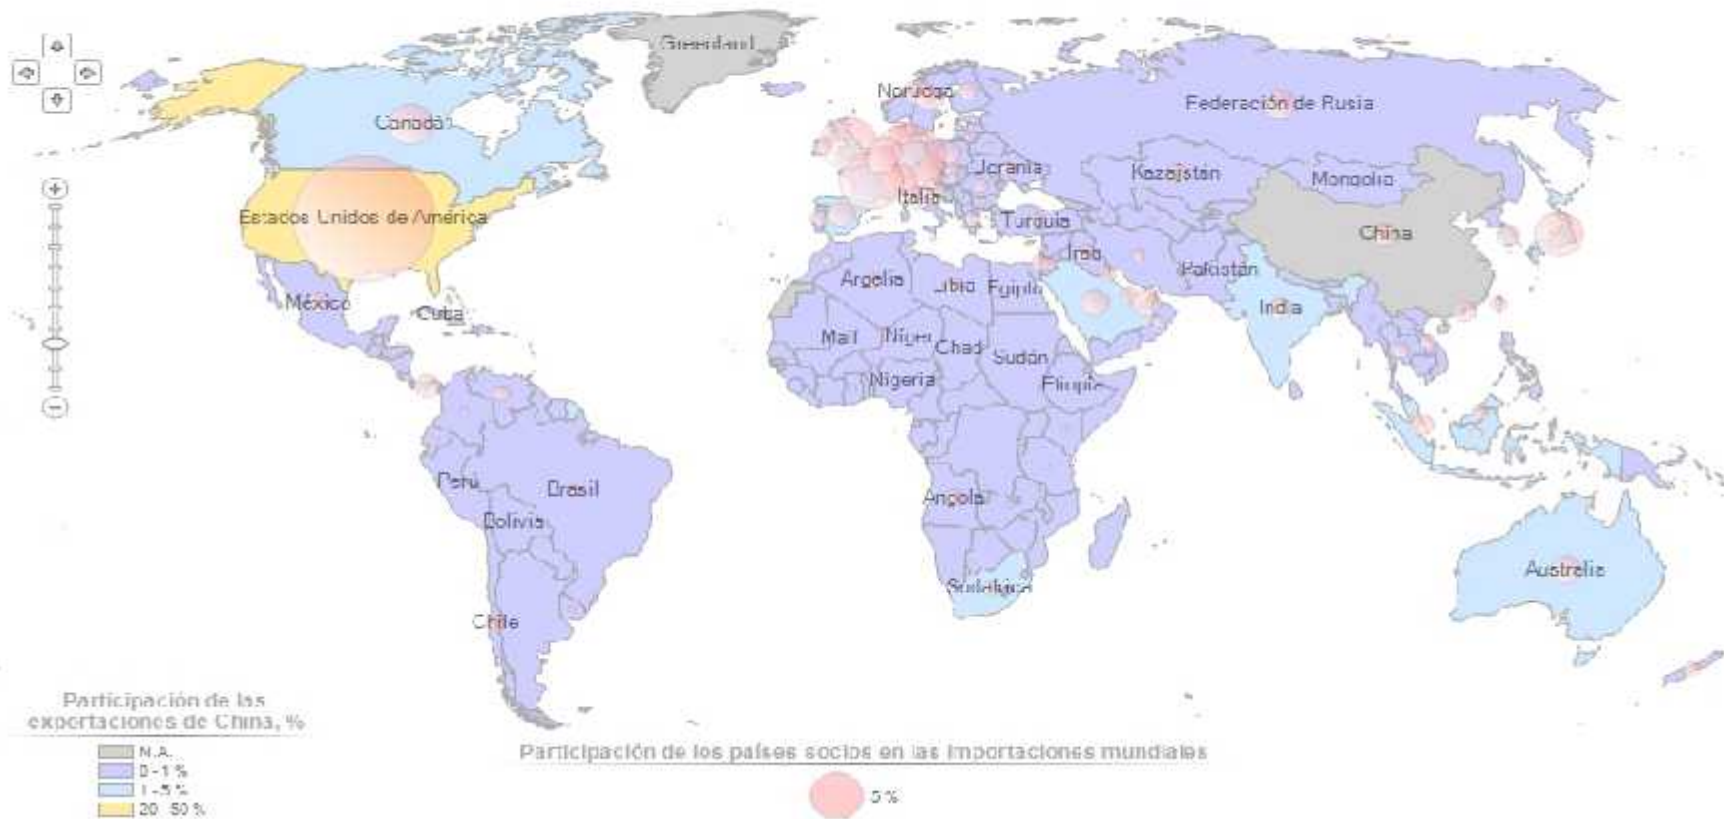 Greenland
Noruega
Federación de Rusia
Canadá
Ucrania
Kazajstán
Mongolia
Italia
Estados Unidos de América
Turquía
China
Irab
Pakistán
Argelia
Libia
Egipto
México
Cuba
India
Malí
Níger
Chad
Sudán
Nigeria
Etiopía
Perú
Brasil
Angola
Bolivia
Australia
Sudáfrica
Chile
Participación de las
exportaciones de China, %
N.A.
0 - 1 %
1 - 5 %
20 - 50 %
Participación de los países socios en las importaciones mundiales
5 %